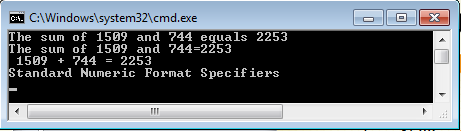 C:\Windows\system32\cmd.exe
The sum of 1509 and 744 equals 2253
The sum of 1509 and 744=2253
 1509 + 744 = 2253
Standard Numeric Format Specifiers